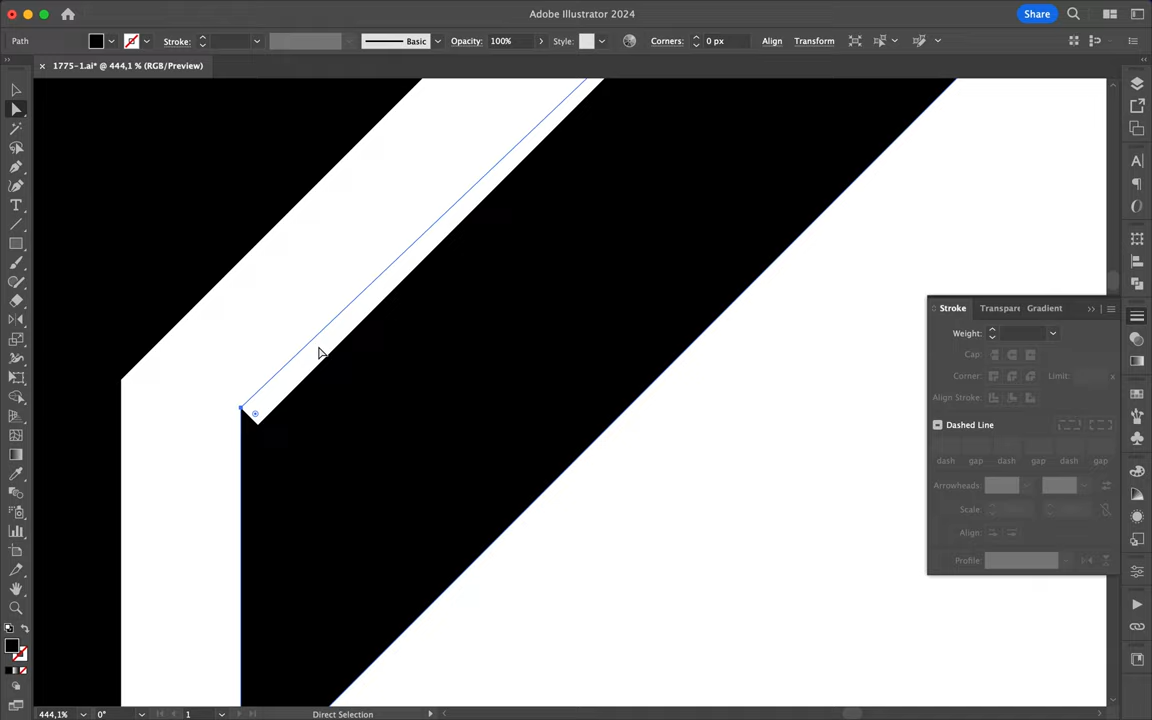 Adobe Illustrator 2024
Share
Path
Stroke:
Basic
Opacity: 100%
Style:
Corners: 0 px
Align
Transform
× 1775-1.ai* @ 444,1 % (RGB/Preview)
Stroke Transpare Gradient
Weight:
Cap:
Corner: Limit: x
Align Stroke:
Dashed Line
dash gap dash gap dash gap
Arrowheads:
Scale:
Align:
Profile:
444,1% 0° 1 Direct Selection